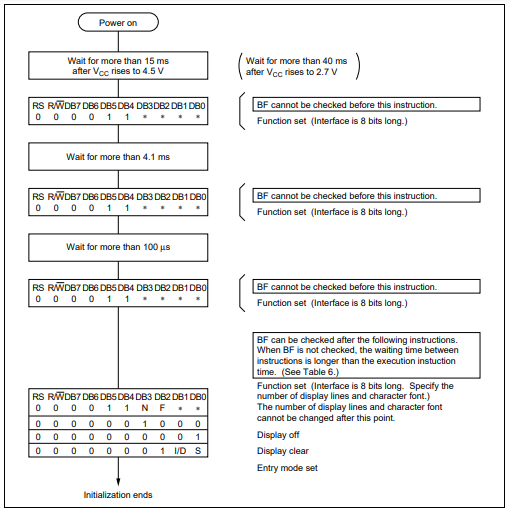 Power on
Wait for more than 15 ms
after VCC rises to 4.5 V
Wait for more than 40 ms
after VCC rises to 2.7 V
RS R/W DB7 DB6 DB5 DB4 DB3 DB2 DB1 DB0
0 0 0 0 1 1 * * * *
BF cannot be checked before this instruction.
Function set (Interface is 8 bits long.)
Wait for more than 4.1 ms
RS R/W DB7 DB6 DB5 DB4 DB3 DB2 DB1 DB0
0 0 0 0 1 1 * * * *
BF cannot be checked before this instruction.
Function set (Interface is 8 bits long.)
Wait for more than 100 µs
RS R/W DB7 DB6 DB5 DB4 DB3 DB2 DB1 DB0
0 0 0 0 1 1 * * * *
BF cannot be checked before this instruction.
Function set (Interface is 8 bits long.)
BF can be checked after the following instructions.
When BF is not checked, the waiting time between
instructions is longer than the execution instuction
time. (See Table 6.)
RS R/W DB7 DB6 DB5 DB4 DB3 DB2 DB1 DB0
0 0 0 0 1 1 N F * *
0 0 0 0 0 0 1 0 0 0
0 0 0 0 0 0 0 0 0 1
0 0 0 0 0 0 0 1 I/D S
Function set (Interface is 8 bits long. Specify the
number of display lines and character font.)
The number of display lines and character font
cannot be changed after this point.
Display off
Display clear
Entry mode set
Initialization ends